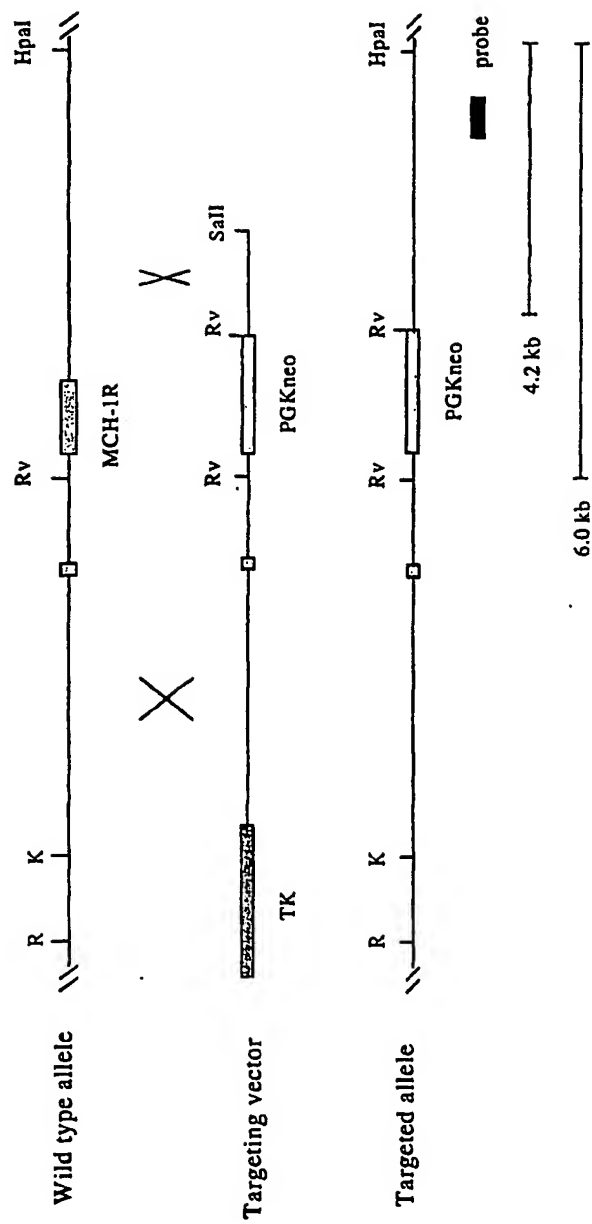 Wild type allele
R
K
Rv
MCH-1R
HpaI
Targeting vector
TK
Rv
PGKneo
Rv
SalI
Targeted allele
R
K
Rv
PGKneo
Rv
HpaI
probe
4.2 kb
6.0 kb